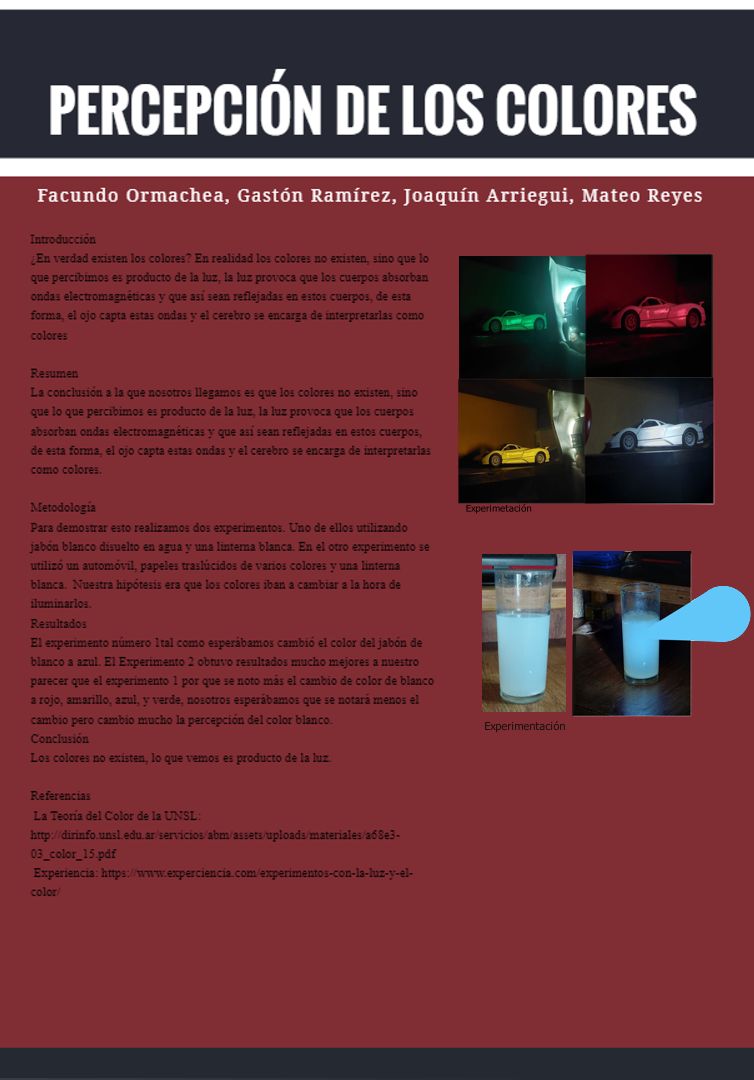 PERCEPCIÓN DE LOS COLORES
Facundo Ormachea, Gastón Ramírez, Joaquín Arriegui, Mateo Reyes
Introducción
¿En verdad existen los colores? En realidad los colores no existen, sino que lo
que percibimos es producto de la luz, la luz provoca que los cuerpos absorban
ondas electromagnéticas y que así sean reflejadas en estos cuerpos, de esta
forma, el ojo capta estas ondas y el cerebro se encarga de interpretarlas como
colores
Resumen
La conclusión a la que nosotros llegamos es que los colores no existen, sino
que lo que percibimos es producto de la luz, la luz provoca que los cuerpos
absorban ondas electromagnéticas y que así sean reflejadas en estos cuerpos,
de esta forma, el ojo capta estas ondas y el cerebro se encarga de interpretarlas
como colores.
Metodología
Para demostrar esto realizamos dos experimentos. Uno de ellos utilizando
jabón blanco disuelto en agua y una linterna blanca. En el otro experimento se
utilizó un automóvil, papeles traslúcidos de varios colores y una linterna
blanca. Nuestra hipótesis era que los colores iban a cambiar a la hora de
iluminarlos.
Resultados
El experimento número 1tal como esperábamos cambió el color del jabón de
blanco a azul. El Experimento 2 obtuvo resultados mucho mejores a nuestro
parecer que el experimento 1 por que se noto más el cambio de color de blanco
a rojo, amarillo, azul, y verde, nosotros esperábamos que se notará menos el
cambio pero cambio mucho la percepción del color blanco.
Conclusión
Los colores no existen, lo que vemos es producto de la luz.
Referencias
La Teoría del Color de la UNSL:
http://dirinfo.unsl.edu.ar/servicios/abm/assets/uploads/materiales/a68e3-
03_color_15.pdf
Experiencia: https://www.experciencia.com/experimentos-con-la-luz-y-el-
color/
Experimetación
Experimentación